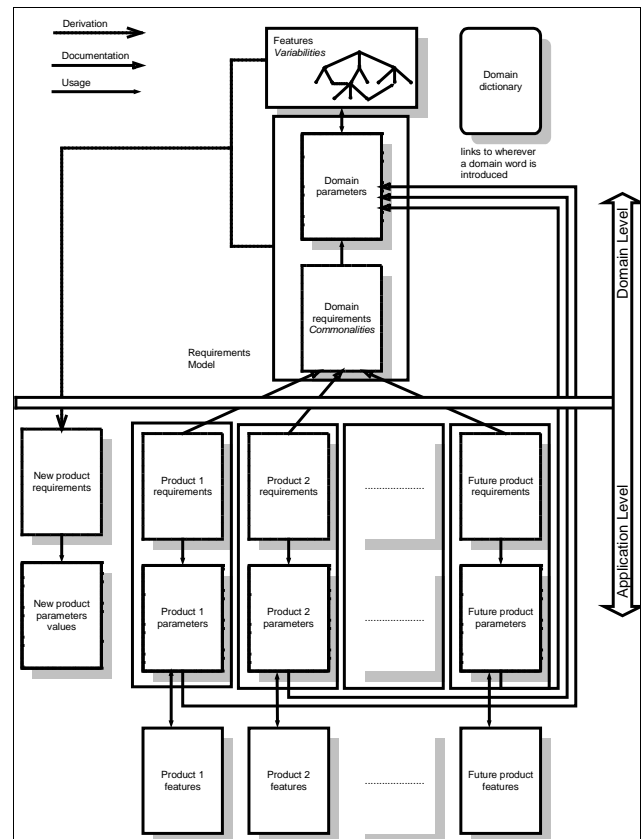 Derivation
Documentation
Usage
Features
Variabilities
Domain
dictionary
links to wherever
a domain word is
introduced
Domain
parameters
Domain
requirements
Commonalities
Requirements
Model
Domain Level
Application Level
New product
requirements
Product 1
requirements
Product 2
requirements
.....................
Future product
requirements
New product
parameters
values
Product 1
parameters
Product 2
parameters
.....................
Future product
parameters
Product 1
features
Product 2
features
.....................
Future product
features